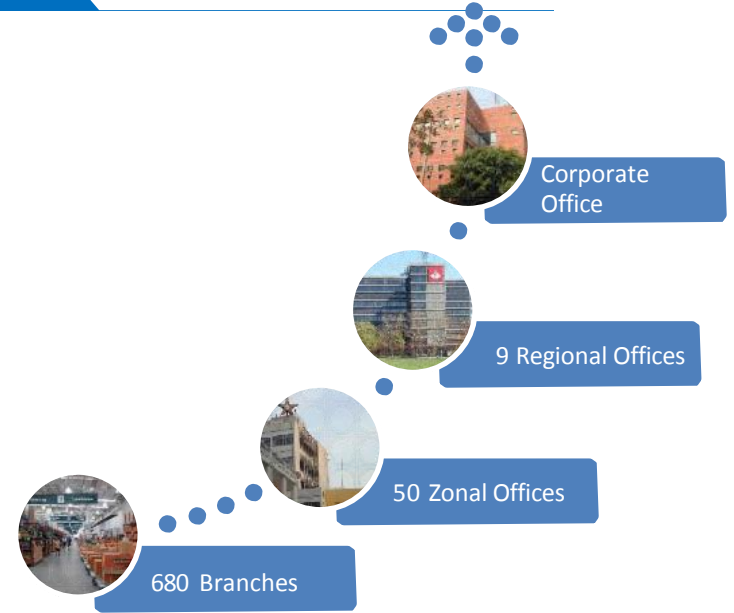 Corporate
Office
9 Regional Offices
50 Zonal Offices
680 Branches